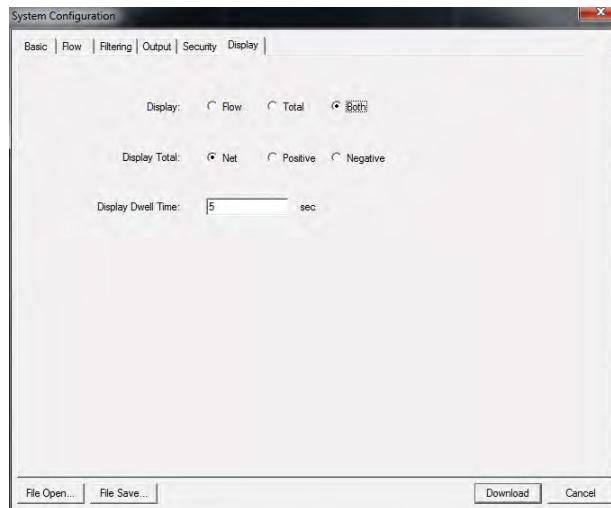 System Configuration
Basic Flow Filtering Output Security Display
Display: Flow Total Both
Display Total: Net Positive Negative
Display Dwell Time: 5 sec
File Open... File Save... Download Cancel